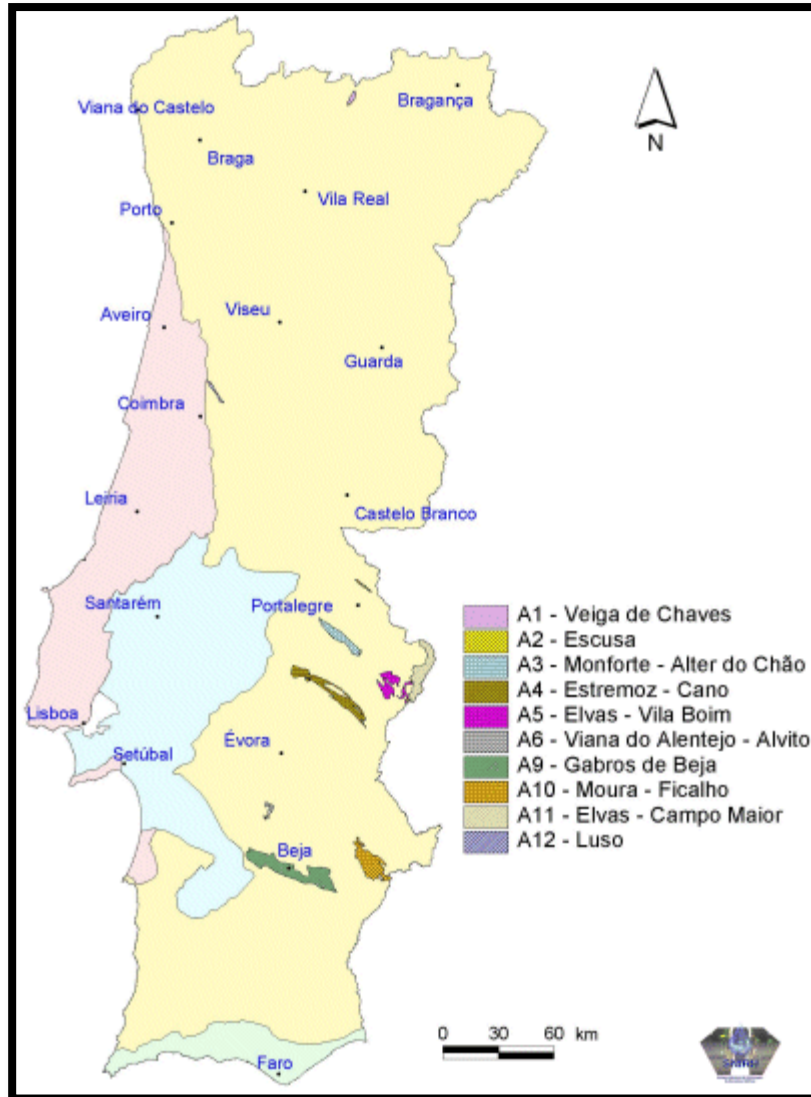 Bragança
Viana do Castelo
N
Braga
Vila Real
Porto
Aveiro
Viseu
Guarda
Coimbra
Leiria
Castelo Branco
Santarém
Portalegre
Lisboa
Évora
Setúbal
Beja
Faro
A1 - Veiga de Chaves
A2 - Escusa
A3 - Monforte - Alter do Chão
A4 - Estremoz - Cano
A5 - Elvas - Vila Boim
A6 - Viana do Alentejo - Alvito
A9 - Gabros de Beja
A10 - Moura - Ficalho
A11 - Elvas - Campo Maior
A12 - Luso
0 30 60 km